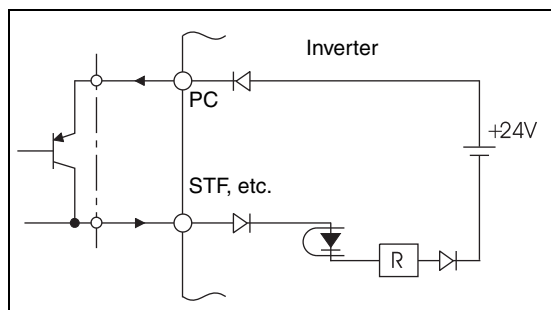 Inverter
PC
+24V
STF, etc.
R